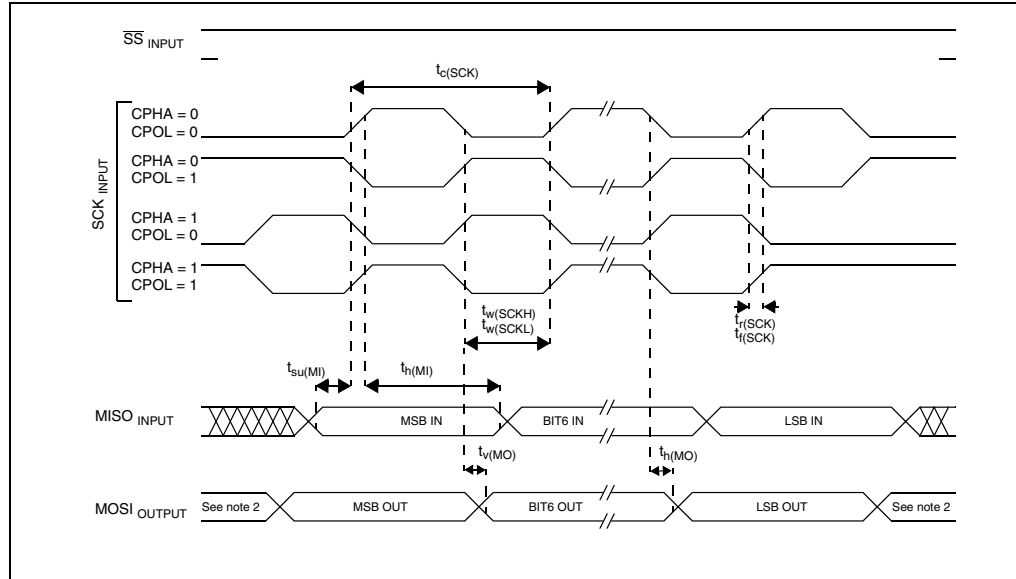 SS INPUT
tc(SCK)
SCK INPUT
CPHA = 0
CPOL = 0
CPHA = 0
CPOL = 1
CPHA = 1
CPOL = 0
CPHA = 1
CPOL = 1
tw(SCKH)
tw(SCKL)
tr(SCK)
tf(SCK)
tsu(MI)
th(MI)
MISO INPUT
MSB IN
BIT6 IN
LSB IN
tv(MO)
th(MO)
MOSI OUTPUT
See note 2
MSB OUT
BIT6 OUT
LSB OUT
See note 2